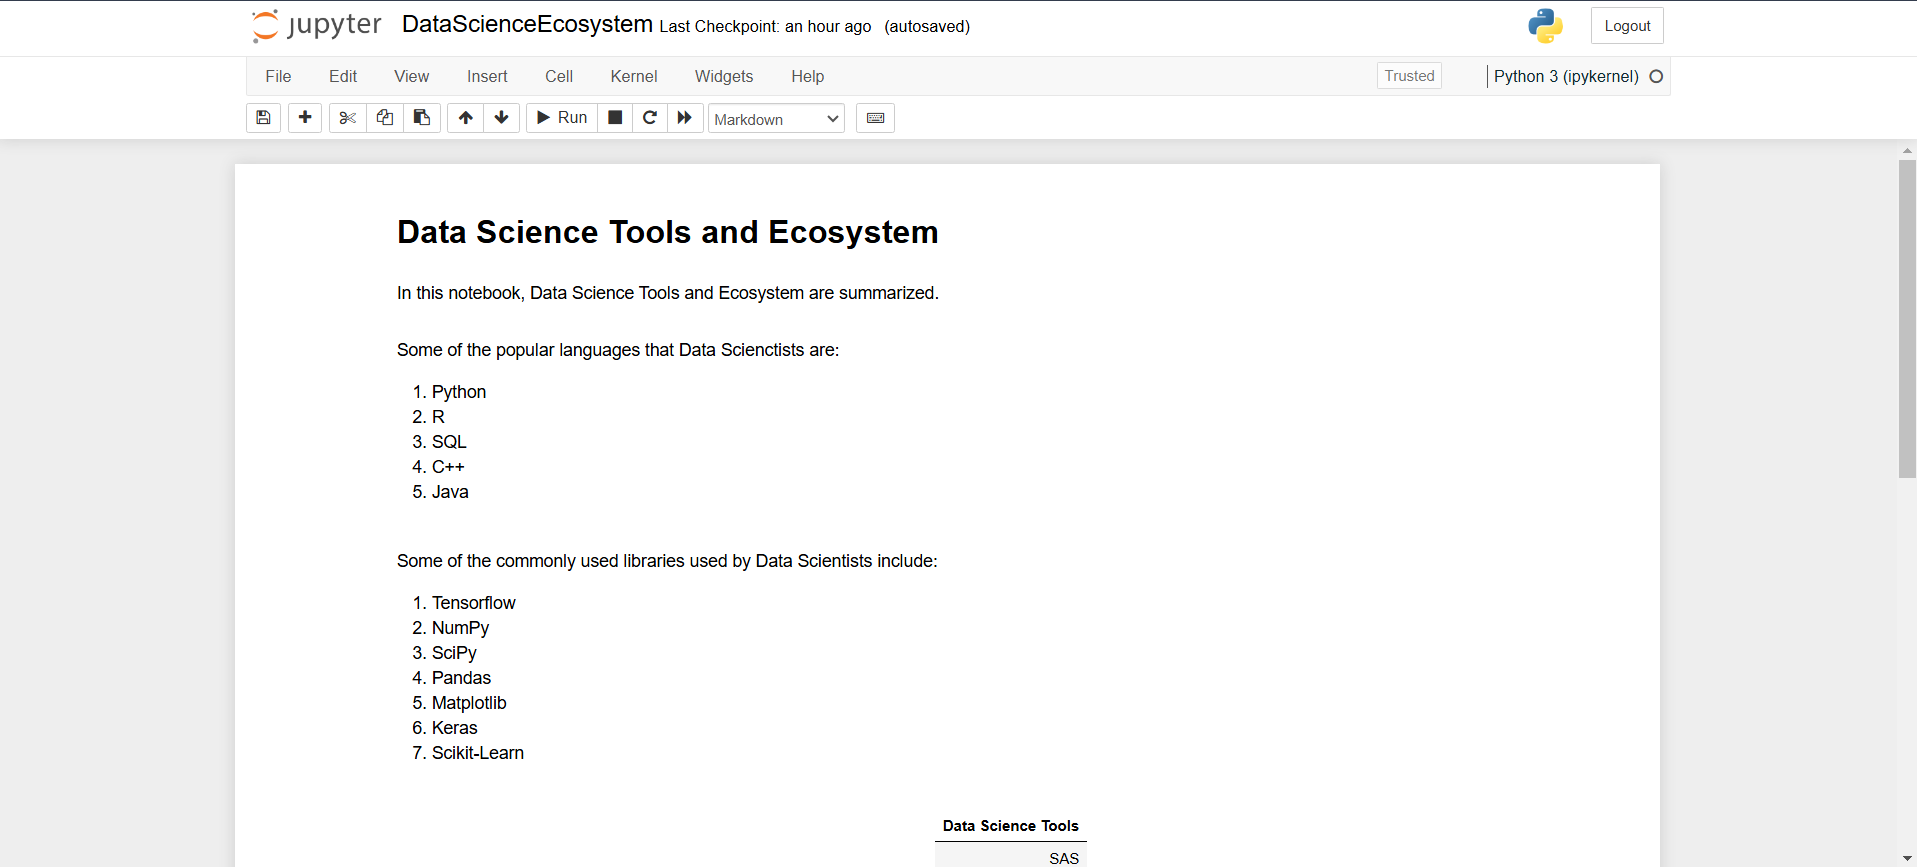 jupyter DataScienceEcosystem Last Checkpoint: an hour ago (autosaved) Logout
File Edit View Insert Cell Kernel Widgets Help Trusted Python 3 (ipykernel)
Run Markdown
Data Science Tools and Ecosystem
In this notebook, Data Science Tools and Ecosystem are summarized.
Some of the popular languages that Data Scienctists are:
1. Python
2. R
3. SQL
4. C++
5. Java
Some of the commonly used libraries used by Data Scientists include:
1. Tensorflow
2. NumPy
3. SciPy
4. Pandas
5. Matplotlib
6. Keras
7. Scikit-Learn
Data Science Tools
SAS